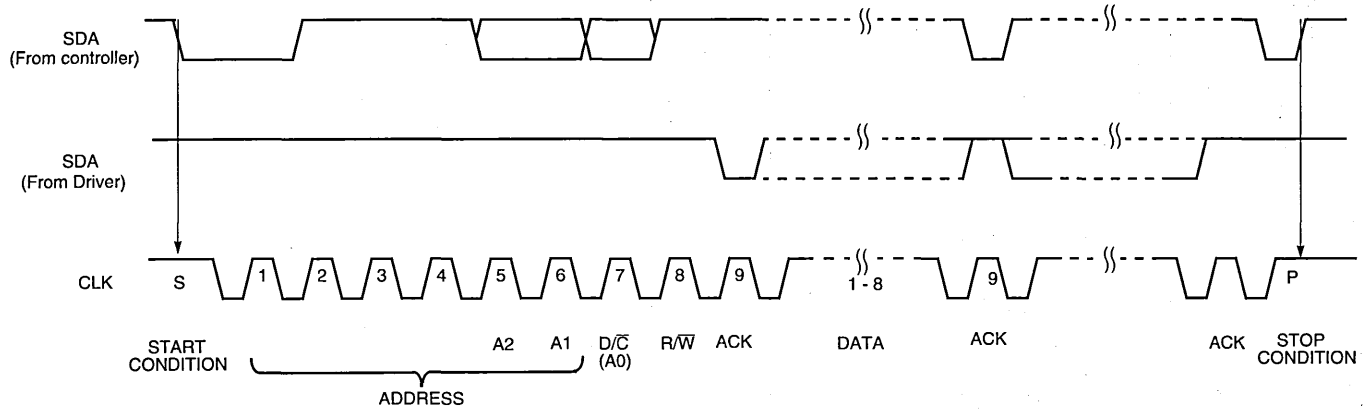 SDA
(From controller)
SDA
(From Driver)
CLK
S 1 2 3 4 5 6 7 8 9 1 - 8 9 P
START
CONDITION
A2 A1 D/C̅
(A0)
R/W̅ ACK DATA ACK ACK STOP
CONDITION
ADDRESS